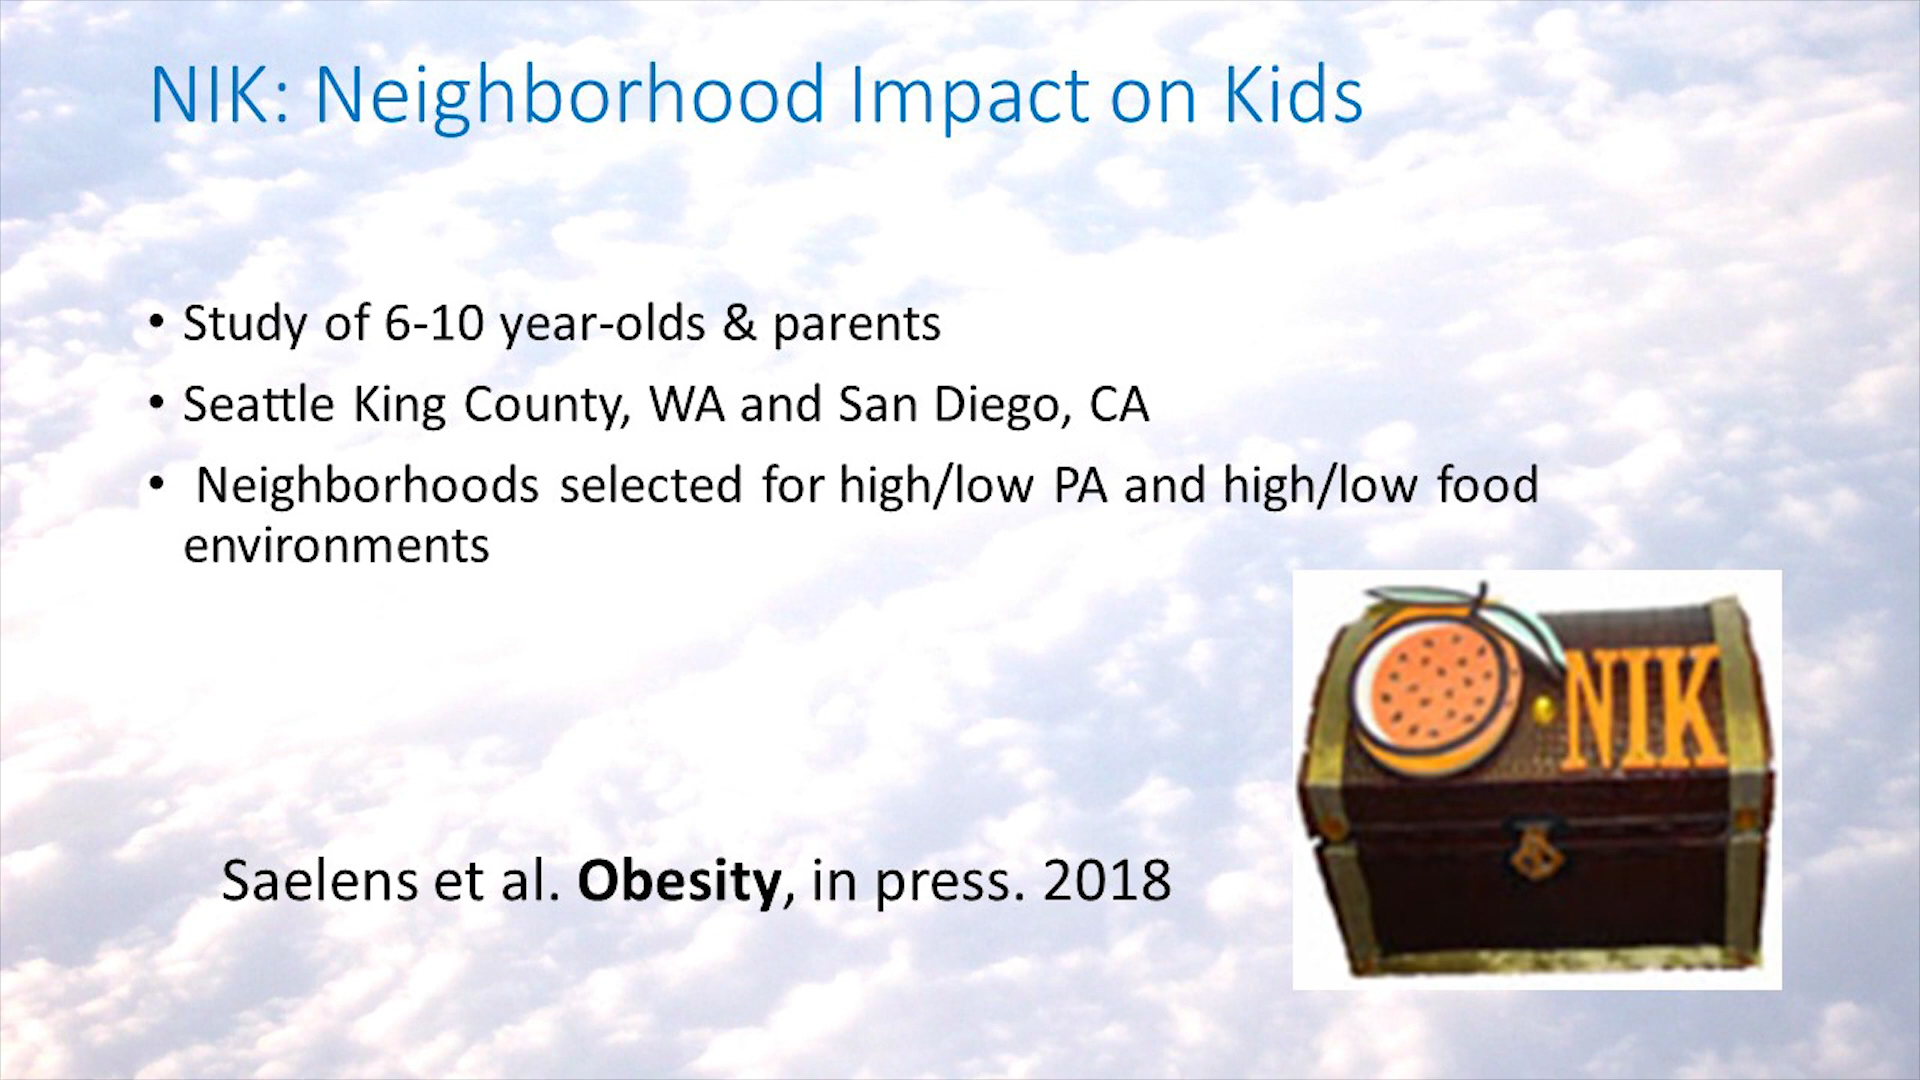 NIK: Neighborhood Impact on Kids
• Study of 6-10 year-olds & parents
• Seattle King County, WA and San Diego, CA
• Neighborhoods selected for high/low PA and high/low food
environments
NIK
Saelens et al. Obesity, in press. 2018